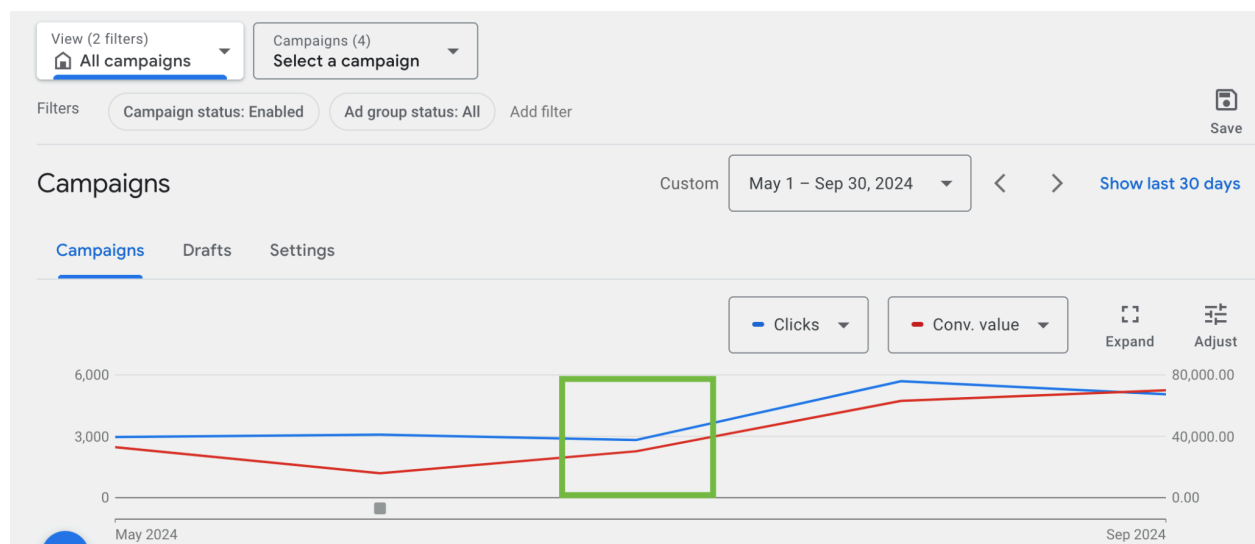 View (2 filters)
All campaigns
Campaigns (4)
Select a campaign
Filters
Campaign status: Enabled
Ad group status: All
Add filter
Save
Campaigns
Custom
May 1 – Sep 30, 2024
Show last 30 days
Campaigns
Drafts
Settings
Clicks
Conv. value
Expand
Adjust
6,000
80,000.00
3,000
40,000.00
0
0.00
May 2024
Sep 2024